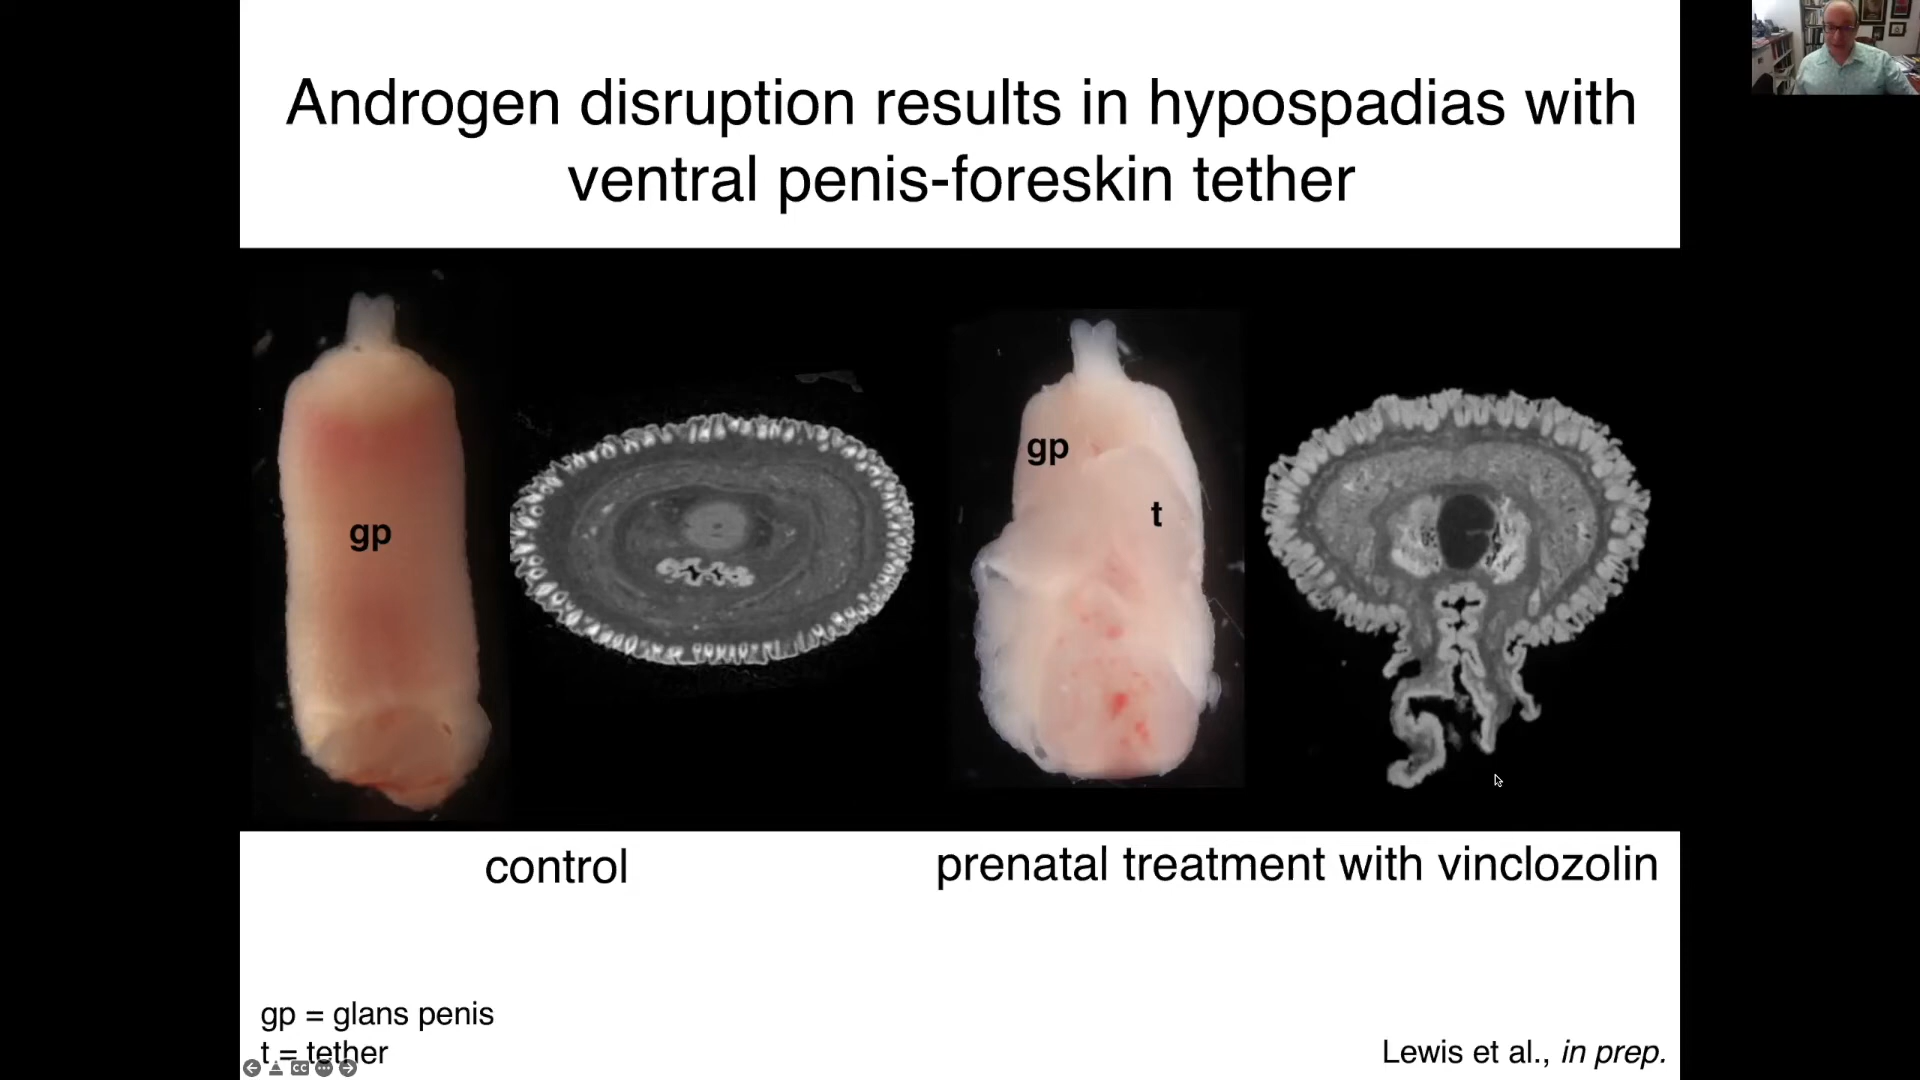 Androgen disruption results in hypospadias with
ventral penis-foreskin tether
gp
gp
t
control
prenatal treatment with vinclozolin
gp = glans penis
t = tether
Lewis et al., in prep.
CC